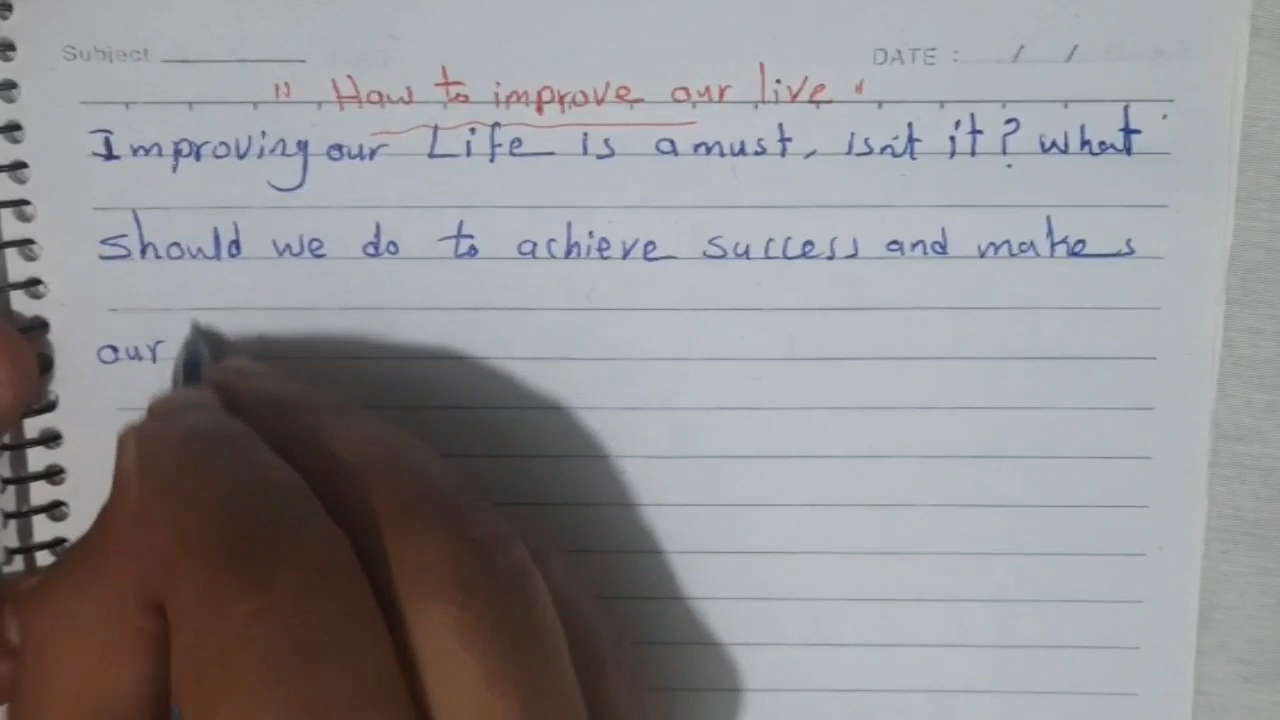 Subject
DATE : / /
" How to improve our live "
Improving our Life is a must, isn't it? what
should we do to achieve success and makes
our